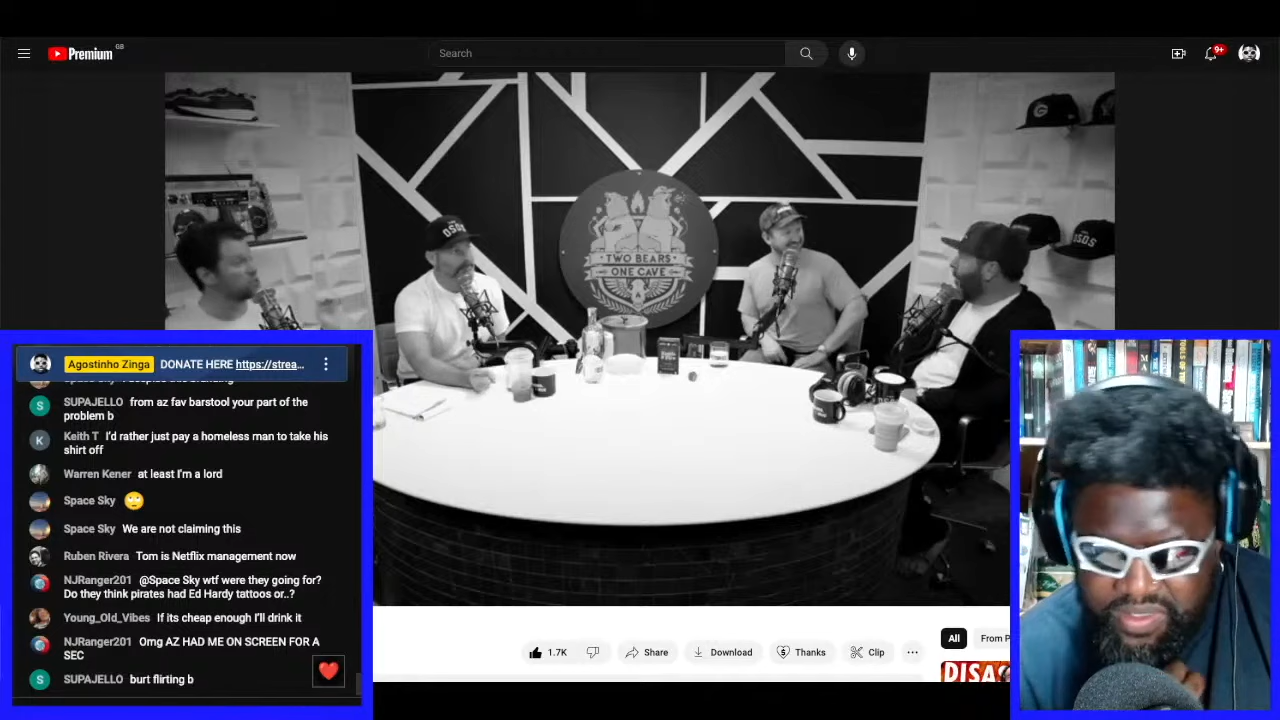 Premium GB
Search
9+
OSDS
OSDS
TWO BEARS
ONE CAVE
Agostinho Zinga DONATE HERE https://strea...
SUPAJELLO from az fav barstool your part of the
problem b
Keith T I'd rather just pay a homeless man to take his
shirt off
Warren Kener at least I'm a lord
Space Sky 🙄
Space Sky We are not claiming this
Ruben Rivera Tom is Netflix management now
NJRanger201 @Space Sky wtf were they going for?
Do they think pirates had Ed Hardy tattoos or..?
Young_Old_Vibes If its cheap enough I'll drink it
NJRanger201 Omg AZ HAD ME ON SCREEN FOR A
SEC
SUPAJELLO burt flirting b
1.7K
Share
Download
Thanks
Clip
All
From